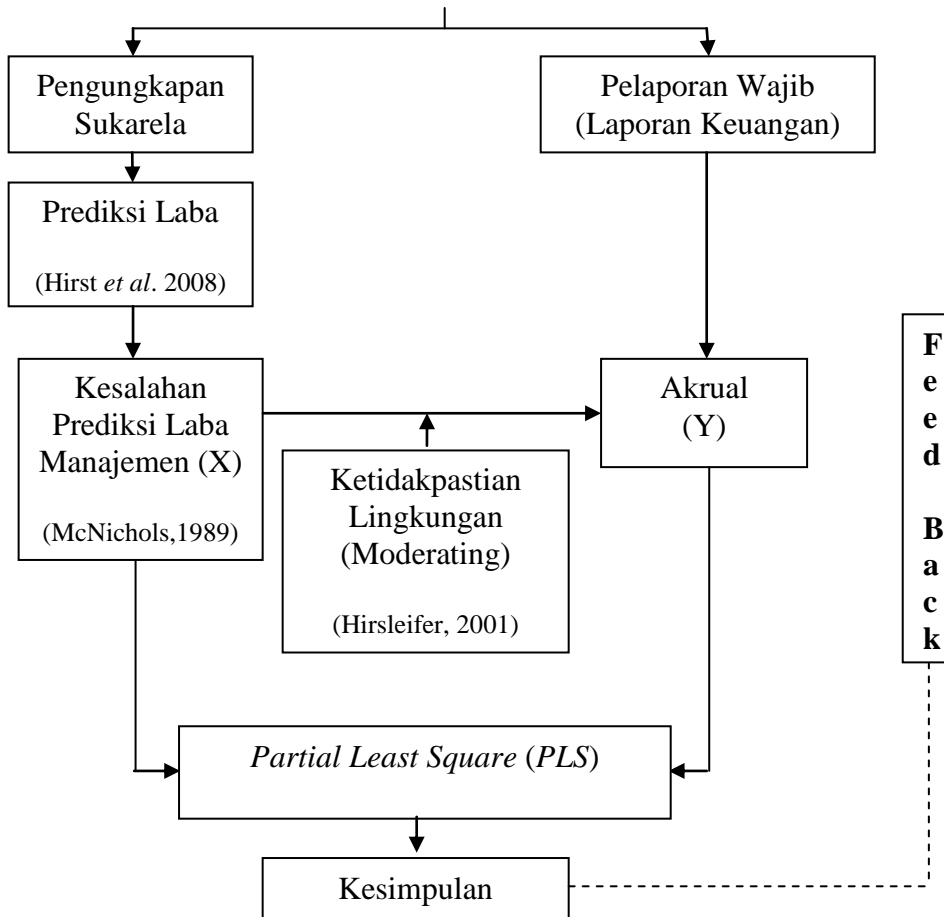 Pengungkapan
Sukarela
Pelaporan Wajib
(Laporan Keuangan)
Prediksi Laba
(Hirst et al. 2008)
Kesalahan
Prediksi Laba
Manajemen (X)
(McNichols,1989)
Akrual
(Y)
Ketidakpastian
Lingkungan
(Moderating)
(Hirsleifer, 2001)
F
e
e
d
B
a
c
k
Partial Least Square (PLS)
Kesimpulan